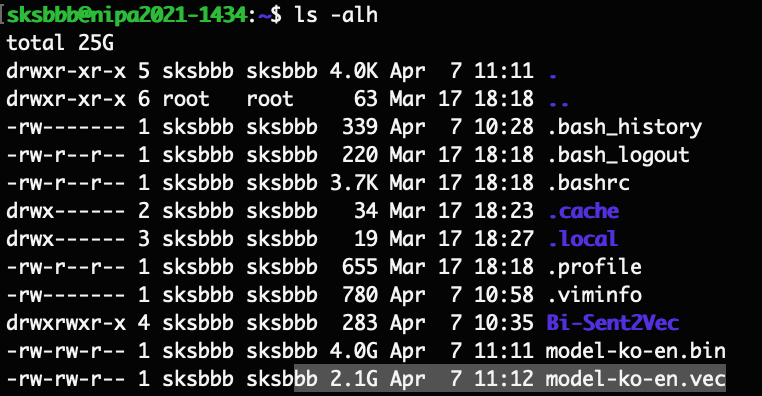 sksbbb@nipa2021-1434:~$ ls -alh
total 25G
drwxr-xr-x 5 sksbbb sksbbb 4.0K Apr  7 11:11 .
drwxr-xr-x 6 root   root     63 Mar 17 18:18 ..
-rw------- 1 sksbbb sksbbb  339 Apr  7 10:28 .bash_history
-rw-r--r-- 1 sksbbb sksbbb  220 Mar 17 18:18 .bash_logout
-rw-r--r-- 1 sksbbb sksbbb 3.7K Mar 17 18:18 .bashrc
drwx------ 2 sksbbb sksbbb   34 Mar 17 18:23 .cache
drwx------ 3 sksbbb sksbbb   19 Mar 17 18:27 .local
-rw-r--r-- 1 sksbbb sksbbb  655 Mar 17 18:18 .profile
-rw------- 1 sksbbb sksbbb  780 Apr  7 10:58 .viminfo
drwxrwxr-x 4 sksbbb sksbbb  283 Apr  7 10:35 Bi-Sent2Vec
-rw-rw-r-- 1 sksbbb sksbbb 4.0G Apr  7 11:11 model-ko-en.bin
-rw-rw-r-- 1 sksbbb sksbbb 2.1G Apr  7 11:12 model-ko-en.vec